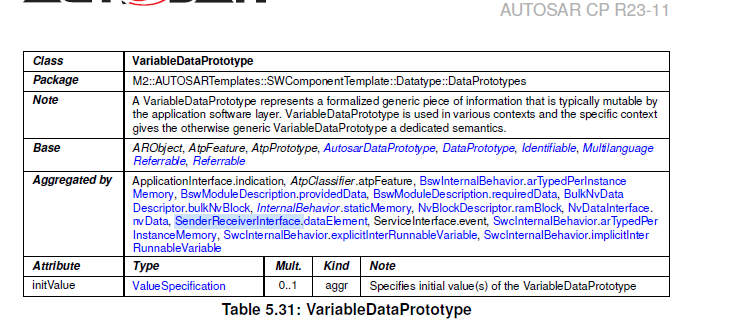 AUTOSAR CP R23-11
Class VariableDataPrototype
Package M2::AUTOSARTemplates::SWComponentTemplate::Datatype::DataPrototypes
Note A VariableDataPrototype represents a formalized generic piece of information that is typically mutable by
the application software layer. VariableDataPrototype is used in various contexts and the specific context
gives the otherwise generic VariableDataPrototype a dedicated semantics.
Base ARObject, AtpFeature, AtpPrototype, AutosarDataPrototype, DataPrototype, Identifiable, Multilanguage
Referrable, Referrable
Aggregated by ApplicationInterface.indication, AtpClassifier.atpFeature, BswInternalBehavior.arTypedPerInstance
Memory, BswModuleDescription.providedData, BswModuleDescription.requiredData, BulkNvData
Descriptor.bulkNvBlock, InternalBehavior.staticMemory, NvBlockDescriptor.ramBlock, NvDataInterface.
nvData, SenderReceiverInterface.dataElement, ServiceInterface.event, SwcInternalBehavior.arTypedPer
InstanceMemory, SwcInternalBehavior.explicitInterRunnableVariable, SwcInternalBehavior.implicitInter
RunnableVariable
Attribute Type Mult. Kind Note
initValue ValueSpecification 0..1 aggr Specifies initial value(s) of the VariableDataPrototype
Table 5.31: VariableDataPrototype